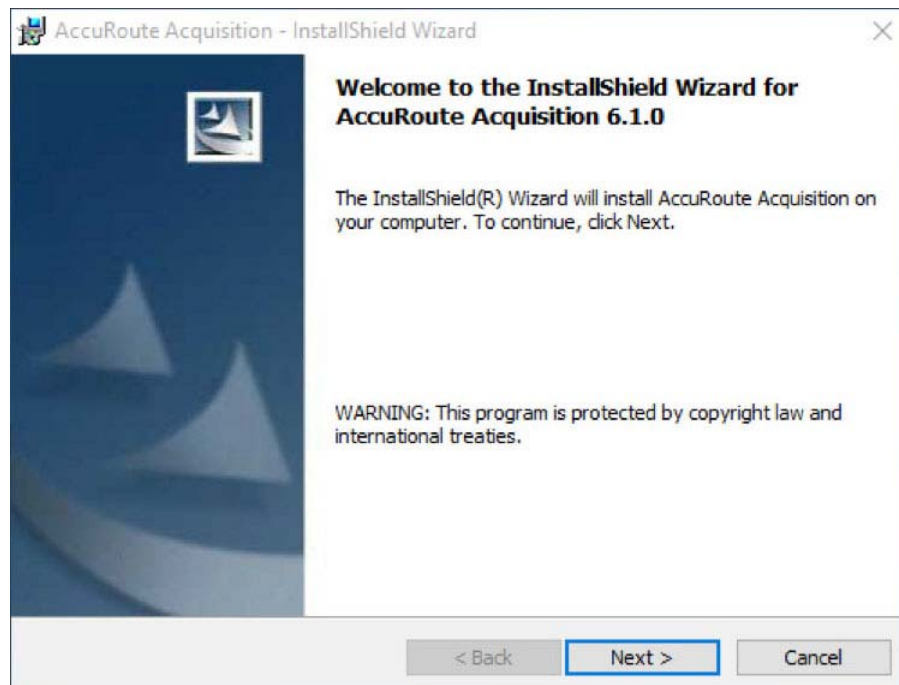 AccuRoute Acquisition - InstallShield Wizard
Welcome to the InstallShield Wizard for
AccuRoute Acquisition 6.1.0
The InstallShield(R) Wizard will install AccuRoute Acquisition on
your computer. To continue, click Next.
WARNING: This program is protected by copyright law and
international treaties.
< Back Next > Cancel